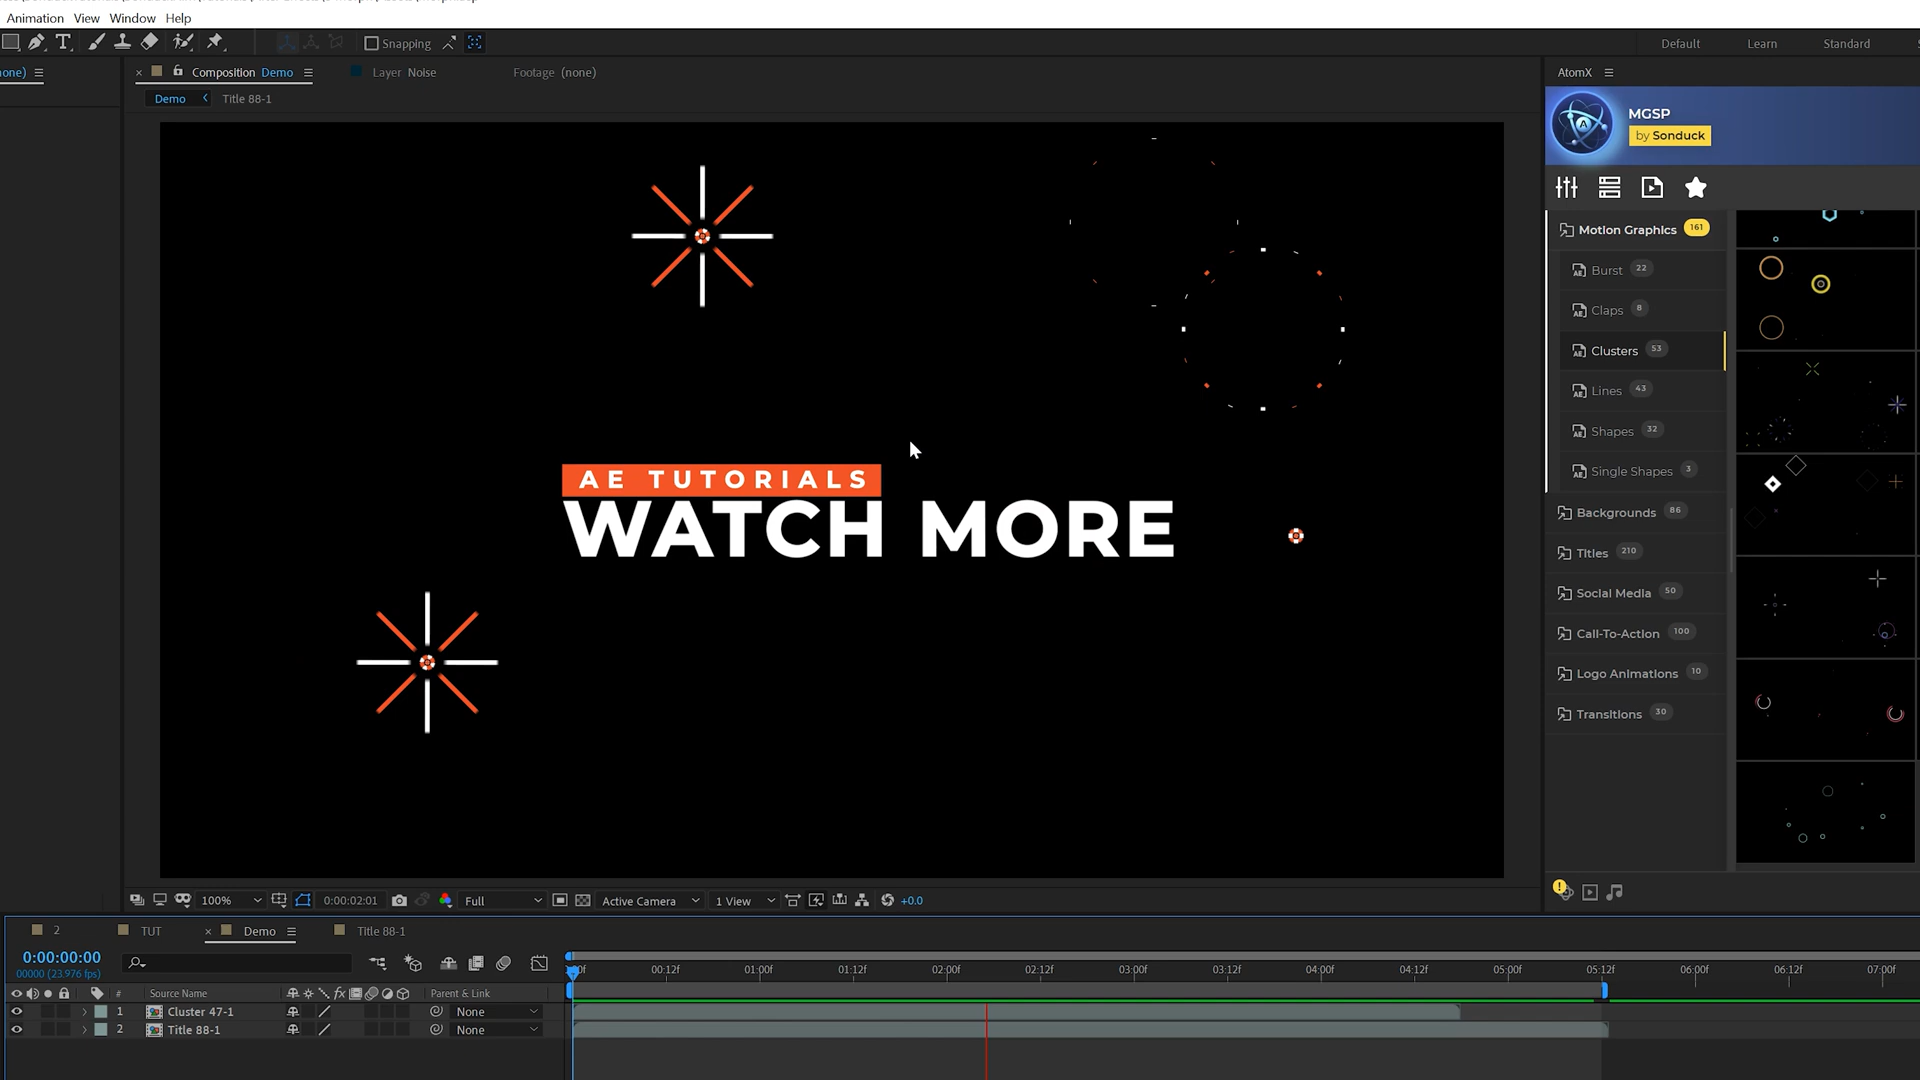 Animation View Window Help
Snapping Default Learn Standard
one) Composition Demo Layer Noise Footage (none) AtomX
Demo Title 88-1
MGSP
by Sonduck
Motion Graphics 161
Burst 22
Claps 8
Clusters 53
Lines 43
Shapes 32
Single Shapes 3
Backgrounds 86
Titles 210
Social Media 50
Call-To-Action 100
Logo Animations 10
Transitions 30
AE TUTORIALS
WATCH MORE
100% 0:00:02:01 Full Active Camera 1 View +0.0
2 TUT Demo Title 88-1
0:00:00:00
00000 (23.976 fps)
00:12f 01:00f 01:12f 02:00f 02:12f 03:00f 03:12f 04:00f 04:12f 05:00f 05:12f 06:00f 06:12f 07:00f
# Source Name fx Parent & Link
1 Cluster 47-1 None
2 Title 88-1 None